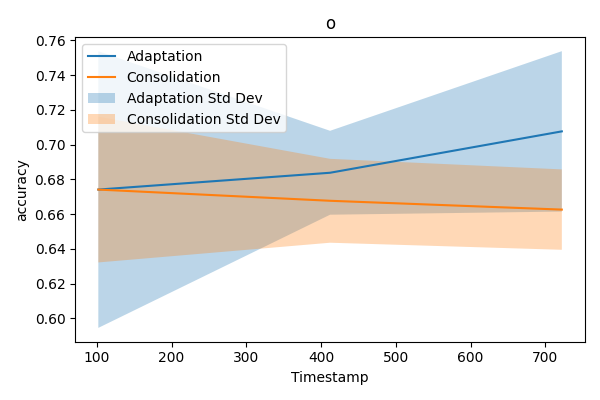 o
0.76
0.74
0.72
0.70
0.68
0.66
0.64
0.62
0.60
accuracy
Adaptation
Consolidation
Adaptation Std Dev
Consolidation Std Dev
100 200 300 400 500 600 700
Timestamp